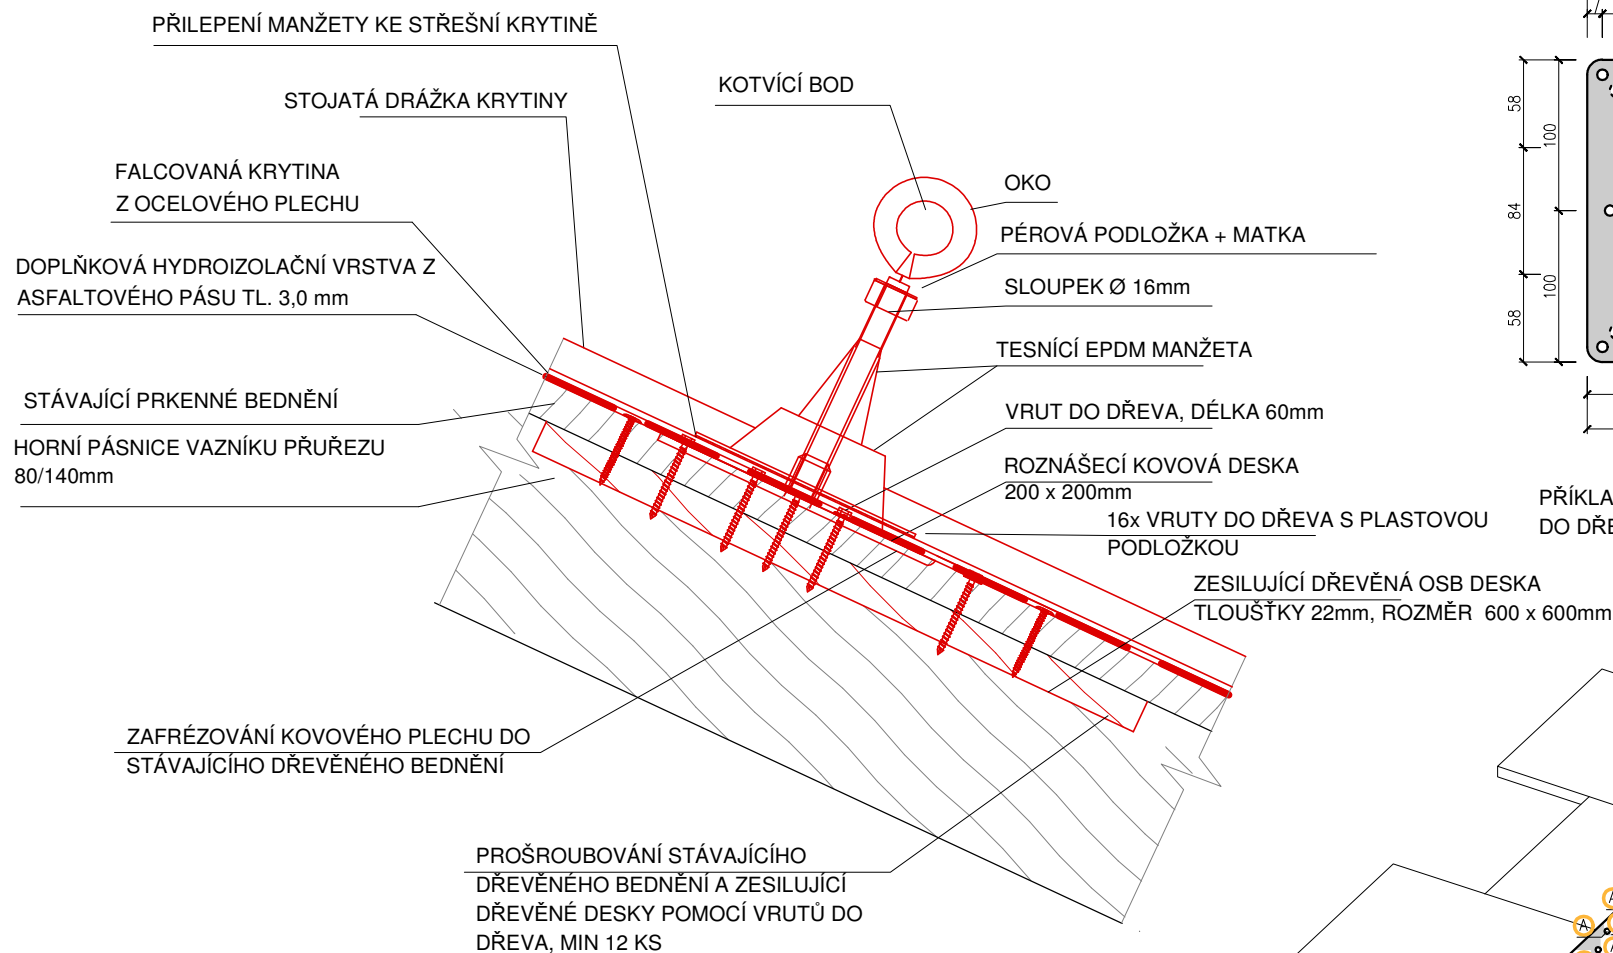 PŘILEPENÍ MANŽETY KE STŘEŠNÍ KRYTINĚ
STOJATÁ DRÁŽKA KRYTINY
FALCOVANÁ KRYTINA
Z OCELOVÉHO PLECHU
DOPLŇKOVÁ HYDROIZOLAČNÍ VRSTVA Z
ASFALTOVÉHO PÁSU TL. 3,0 mm
STÁVAJÍCÍ PRKENNÉ BEDNĚNÍ
HORNÍ PÁSNICE VAZNÍKU PŘUŘEZU
80/140mm
ZAFRÉZOVÁNÍ KOVOVÉHO PLECHU DO
STÁVAJÍCÍHO DŘEVĚNÉHO BEDNĚNÍ
PROŠROUBOVÁNÍ STÁVAJÍCÍHO
DŘEVĚNÉHO BEDNĚNÍ A ZESILUJÍCÍ
DŘEVĚNÉ DESKY POMOCÍ VRUTŮ DO
DŘEVA, MIN 12 KS
KOTVÍCÍ BOD
OKO
PÉROVÁ PODLOŽKA + MATKA
SLOUPEK Ø 16mm
TESNÍCÍ EPDM MANŽETA
VRUT DO DŘEVA, DÉLKA 60mm
ROZNÁŠECÍ KOVOVÁ DESKA
200 x 200mm
16x VRUTY DO DŘEVA S PLASTOVOU
PODLOŽKOU
ZESILUJÍCÍ DŘEVĚNÁ OSB DESKA
TLOUŠŤKY 22mm, ROZMĚR 600 x 600mm
58
84
58
100
100
PŘÍKLA
DO DŘE
A